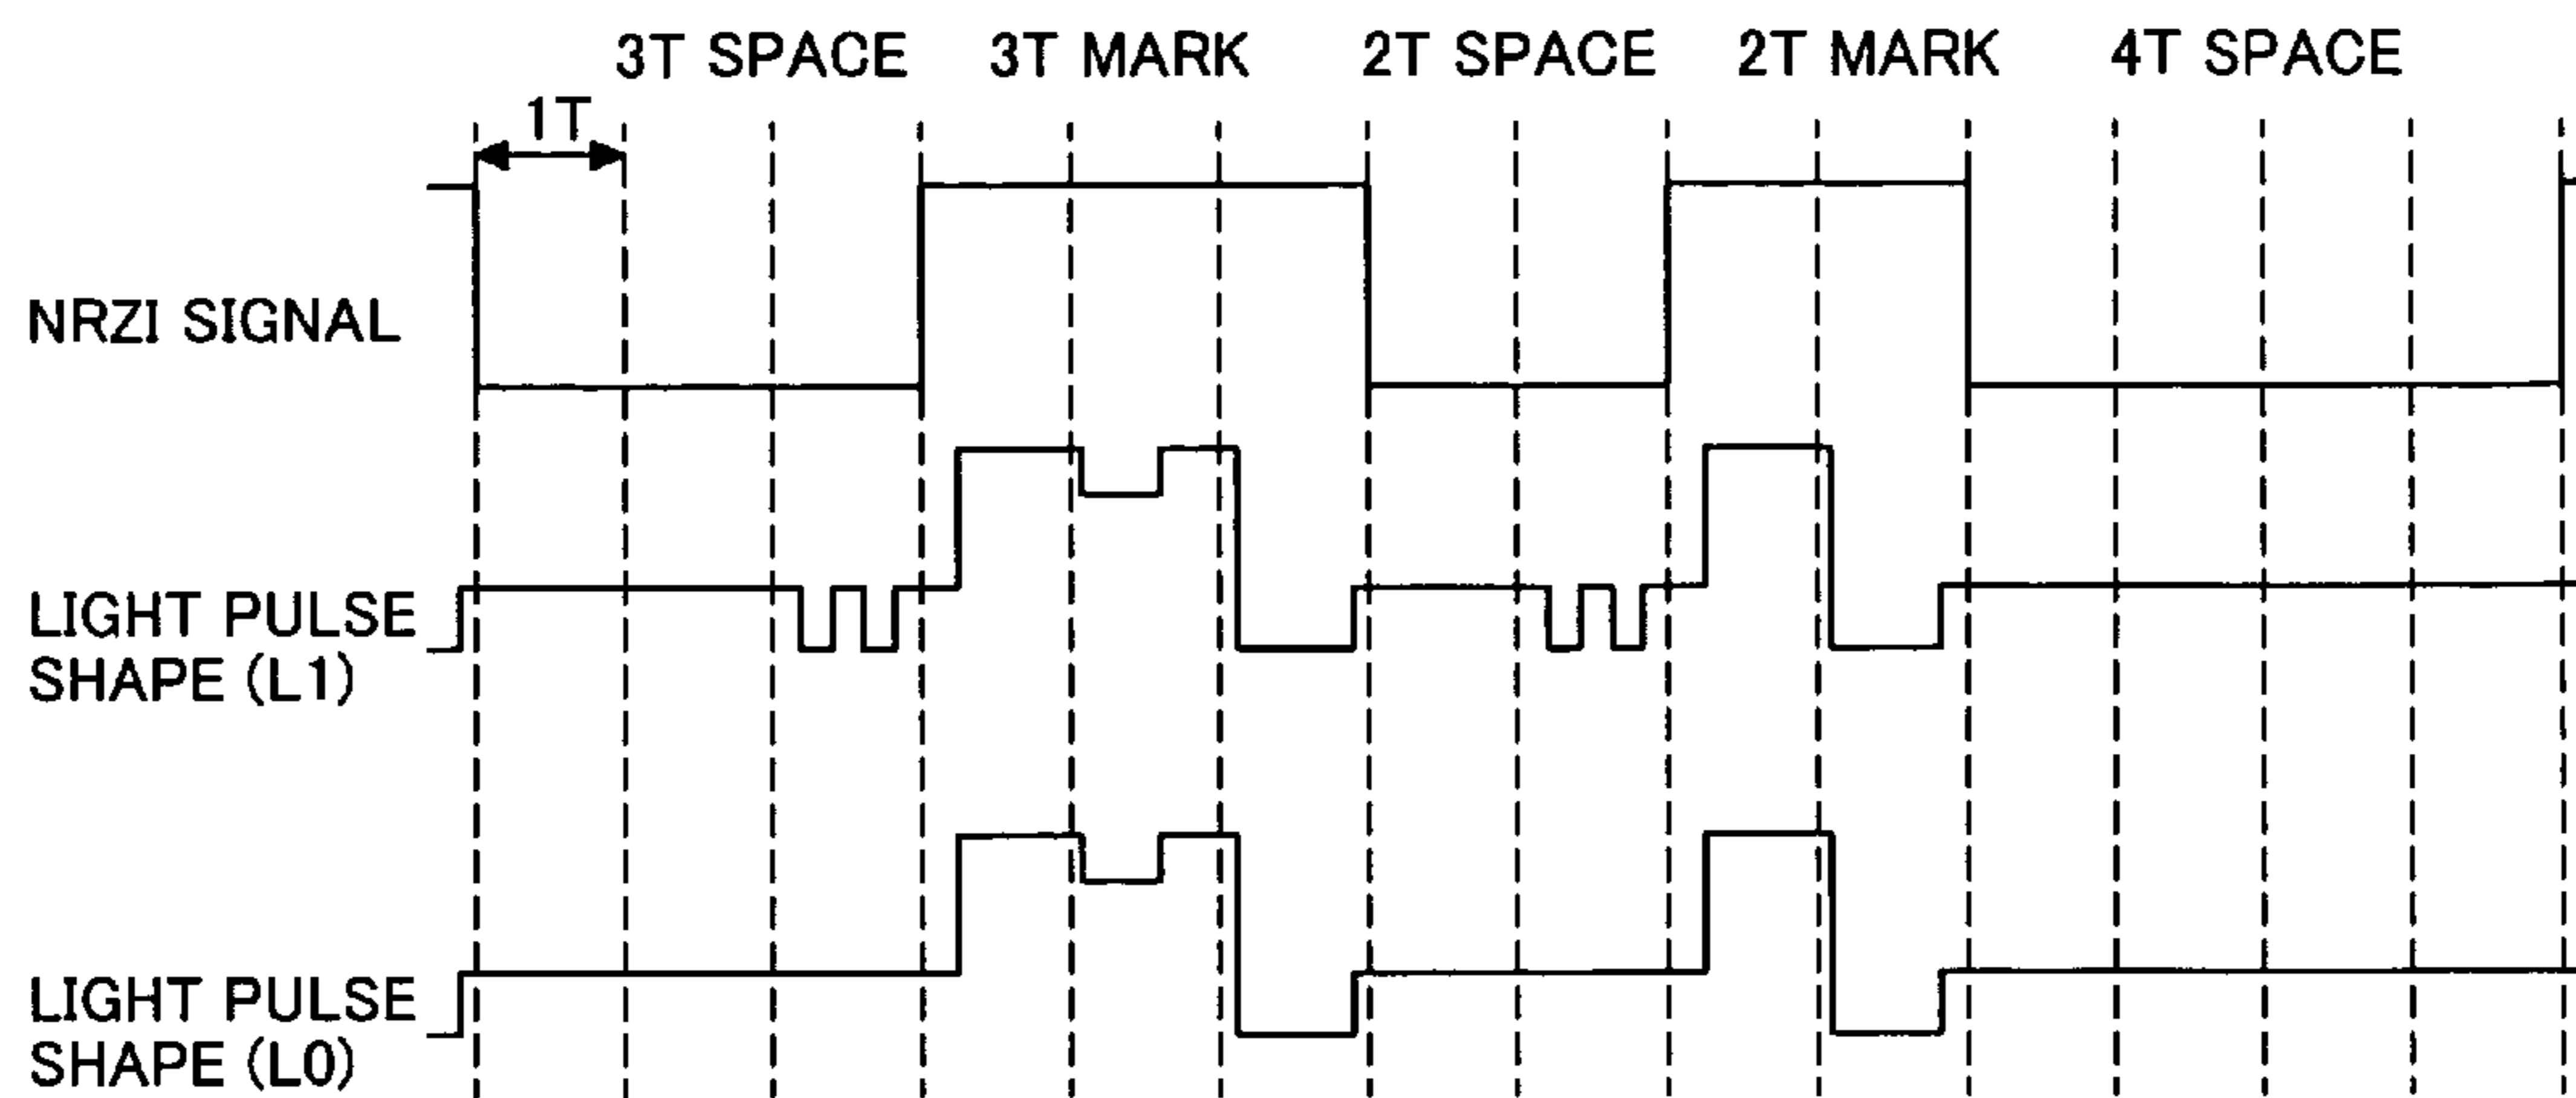 3T SPACE 3T MARK 2T SPACE 2T MARK 4T SPACE
1T
NRZI SIGNAL
LIGHT PULSE
SHAPE (L1)
LIGHT PULSE
SHAPE (L0)